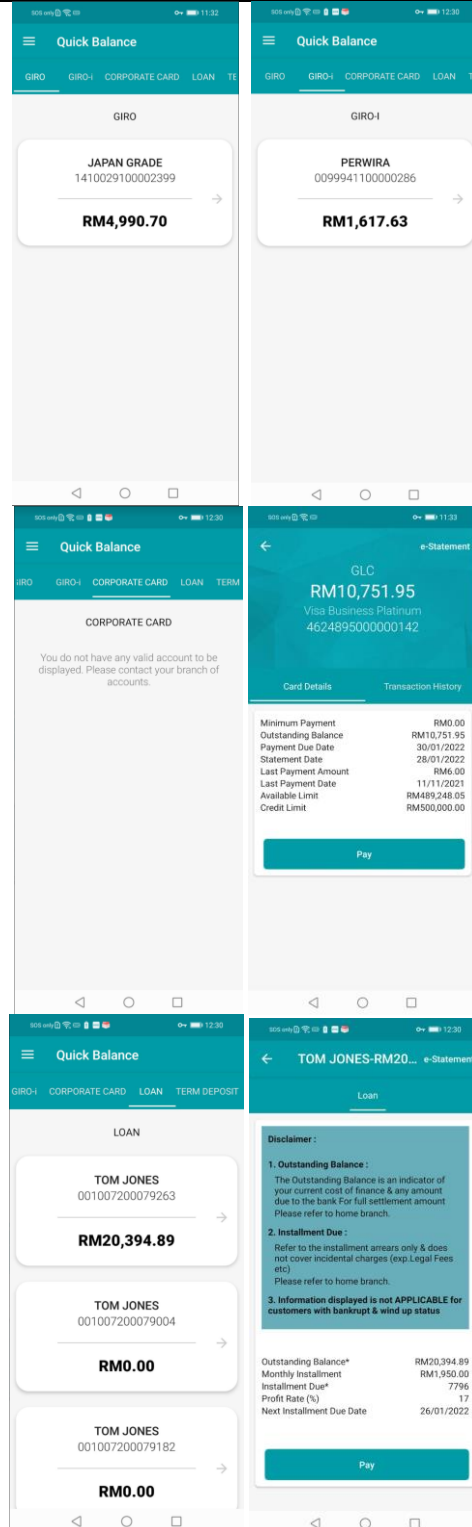 SOS only 11:32
Quick Balance
GIRO GIRO-i CORPORATE CARD LOAN TE
GIRO
JAPAN GRADE
1410029100002399
RM4,990.70
SOS only 12:30
Quick Balance
GIRO GIRO-i CORPORATE CARD LOAN T
GIRO-I
PERWIRA
0099941100000286
RM1,617.63
SOS only 12:30
Quick Balance
IRO GIRO-i CORPORATE CARD LOAN TERM
CORPORATE CARD
You do not have any valid account to be
displayed. Please contact your branch of
accounts.
SOS only 11:33
e-Statement
GLC
RM10,751.95
Visa Business Platinum
4624895000000142
Card Details Transaction History
Minimum Payment RM0.00
Outstanding Balance RM10,751.95
Payment Due Date 30/01/2022
Statement Date 28/01/2022
Last Payment Amount RM6.00
Last Payment Date 11/11/2021
Available Limit RM489,248.05
Credit Limit RM500,000.00
Pay
SOS only 12:30
Quick Balance
GIRO-i CORPORATE CARD LOAN TERM DEPOSIT
LOAN
TOM JONES
001007200079263
RM20,394.89
TOM JONES
001007200079004
RM0.00
TOM JONES
001007200079182
RM0.00
SOS only 12:30
TOM JONES-RM20... e-Statement
Loan
Disclaimer :
1. Outstanding Balance :
The Outstanding Balance is an indicator of
your current cost of finance & any amount
due to the bank For full settlement amount
Please refer to home branch.
2. Installment Due :
Refer to the installment arrears only & does
not cover incidental charges (exp.Legal Fees
etc)
Please refer to home branch.
3. Information displayed is not APPLICABLE for
customers with bankrupt & wind up status
Outstanding Balance* RM20,394.89
Monthly Installment RM1,950.00
Installment Due* 7796
Profit Rate (%) 17
Next Installment Due Date 26/01/2022
Pay